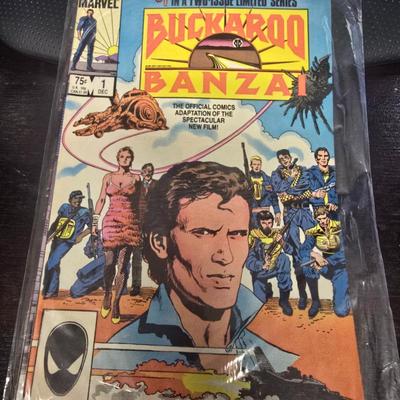 MARVEL
IN A TWO-ISSUE LIMITED SERIES
BUCKAROO
BANZAI
75¢
1
DEC
THE OFFICIAL COMICS
ADAPTATION OF THE
SPECTACULAR
NEW FILM!